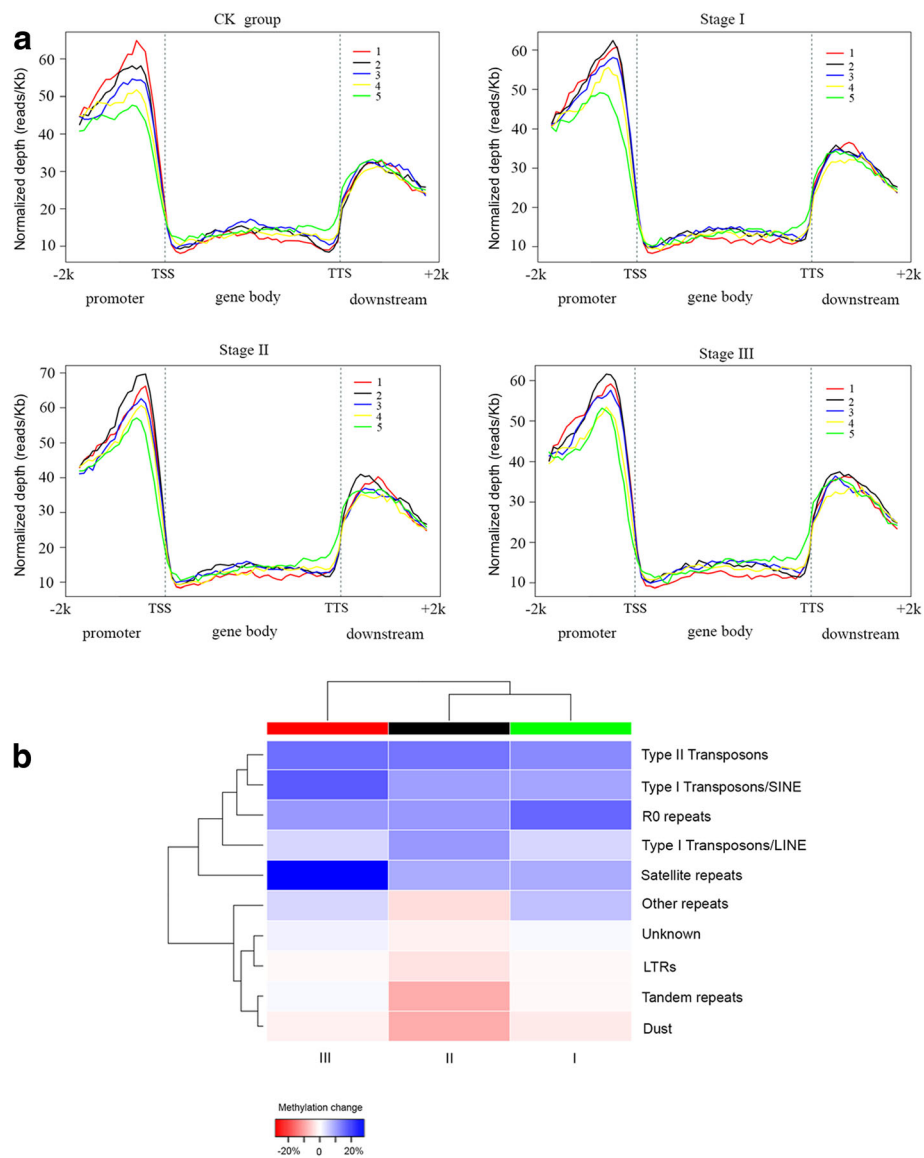 a
CK group
Normalized depth (reads/Kb)
60
50
40
30
20
10
1
2
3
4
5
-2k
TSS
TTS
+2k
promoter
gene body
downstream
Stage I
Normalized depth (reads/Kb)
60
50
40
30
20
10
1
2
3
4
5
-2k
TSS
TTS
+2k
promoter
gene body
downstream
Stage II
Normalized depth (reads/Kb)
70
60
50
40
30
20
10
1
2
3
4
5
-2k
TSS
TTS
+2k
promoter
gene body
downstream
Stage III
Normalized depth (reads/Kb)
60
50
40
30
20
10
1
2
3
4
5
-2k
TSS
TTS
+2k
promoter
gene body
downstream
b
Type II Transposons
Type I Transposons/SINE
R0 repeats
Type I Transposons/LINE
Satellite repeats
Other repeats
Unknown
LTRs
Tandem repeats
Dust
III
II
I
Methylation change
-20%
0
20%